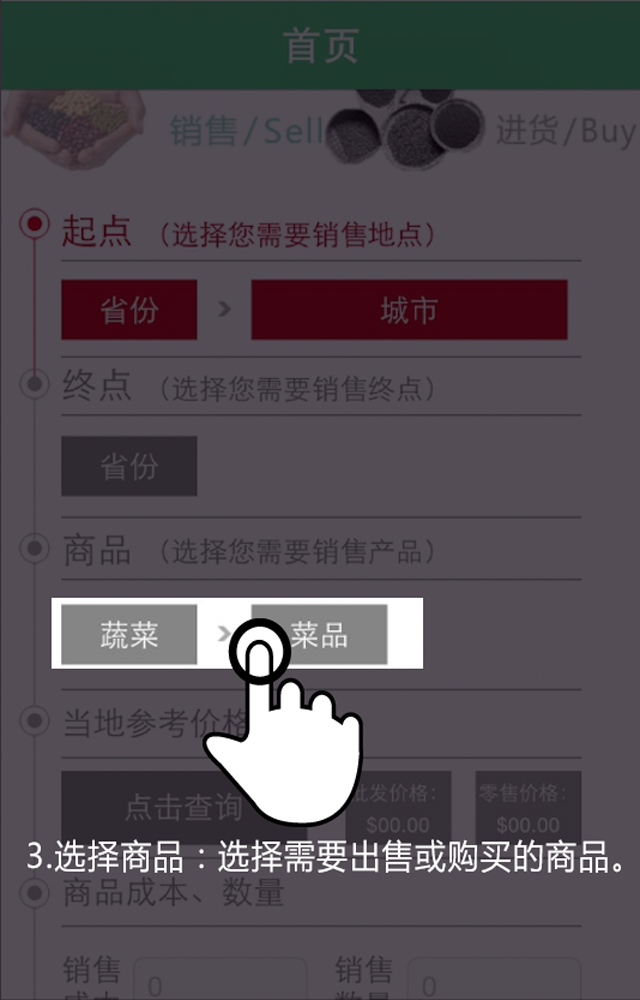 首页
销售/Sell 进货/Buy
起点 （选择您需要销售地点）
省份 > 城市
终点 （选择您需要销售终点）
省份
商品 （选择您需要销售产品）
蔬菜 > 菜品
当地参考价格
点击查询 批发价格: 零售价格:
$00.00 $00.00
3.选择商品：选择需要出售或购买的商品。
商品成本、数量
销售 0 销售 0
成本 数量